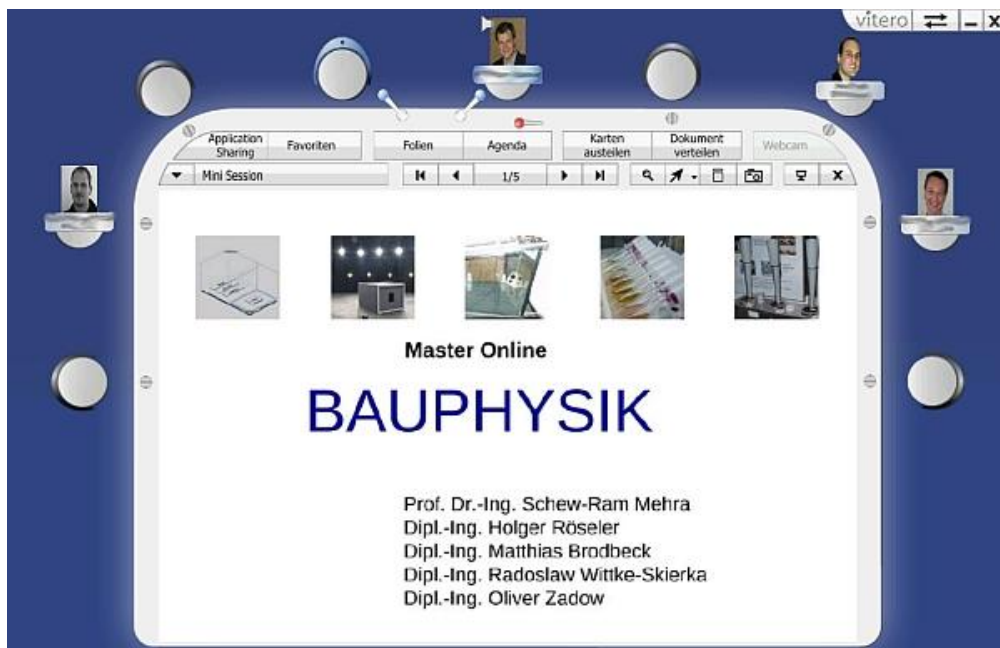 vitero
Application Sharing
Favoriten
Folien
Agenda
Karten austeilen
Dokument verteilen
Webcam
Mini Session
1/5
Master Online
BAUPHYSIK
Prof. Dr.-Ing. Schew-Ram Mehra
Dipl.-Ing. Holger Röseler
Dipl.-Ing. Matthias Brodbeck
Dipl.-Ing. Radoslaw Wittke-Skierka
Dipl.-Ing. Oliver Zadow